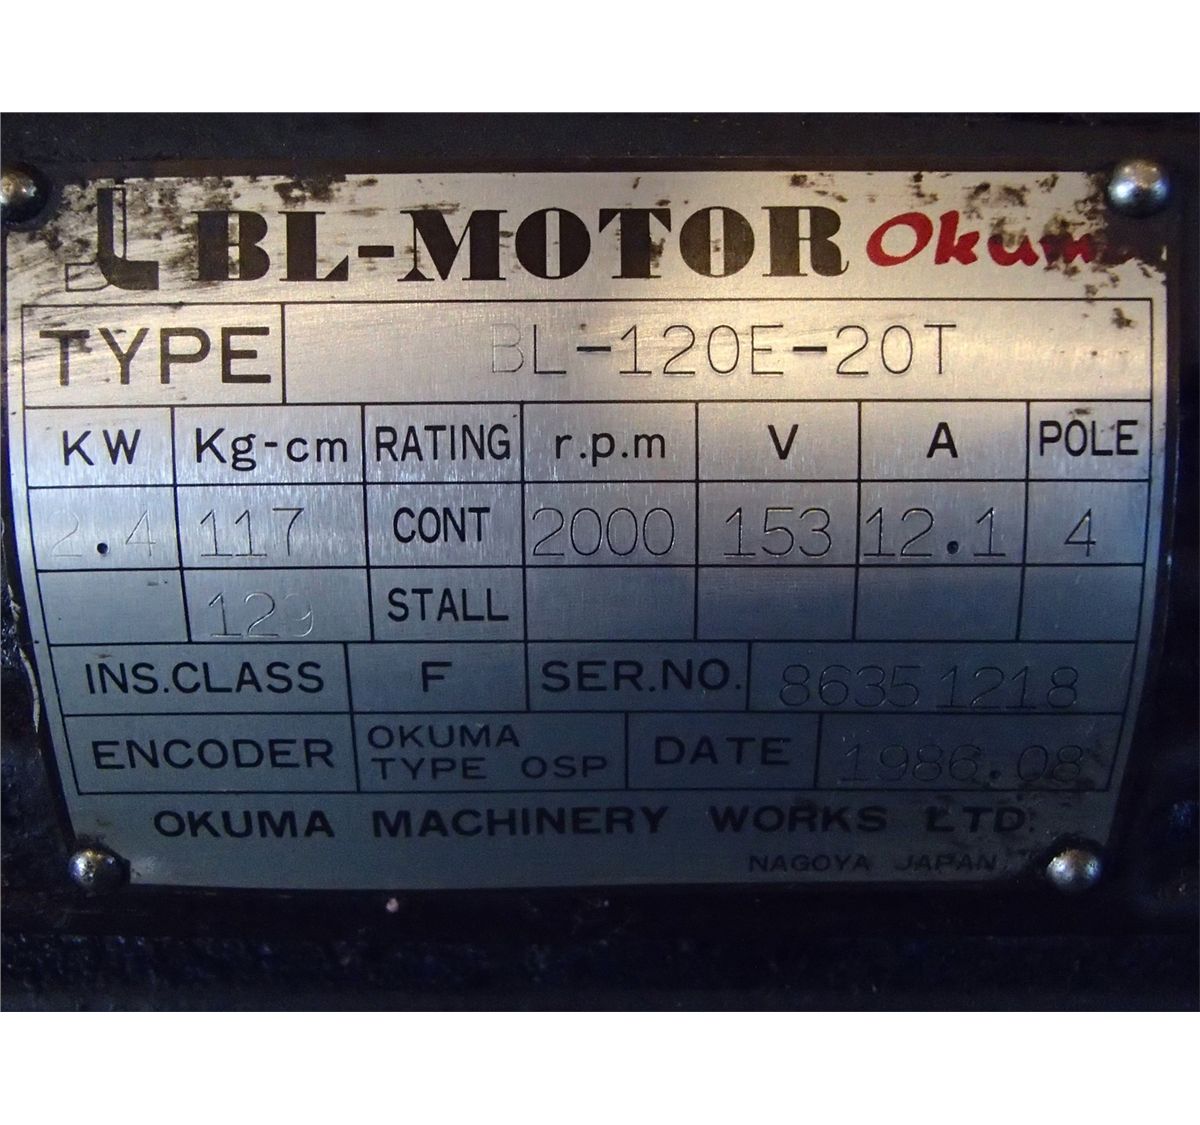 BL-MOTOR Okuma
TYPE BL-120E-20T
KW Kg-cm RATING r.p.m V A POLE
2.4 117 CONT 2000 153 12.1 4
129 STALL
INS.CLASS F SER.NO. 86351218
ENCODER OKUMA TYPE OSP DATE 1986.08
OKUMA MACHINERY WORKS LTD.
NAGOYA JAPAN